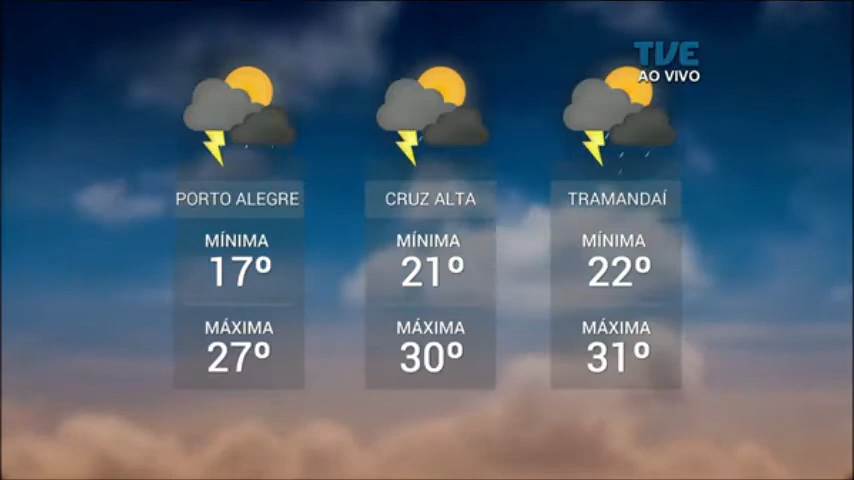 TVE
AO VIVO
PORTO ALEGRE
MÍNIMA
17º
MÁXIMA
27º
CRUZ ALTA
MÍNIMA
21º
MÁXIMA
30º
TRAMANDAÍ
MÍNIMA
22º
MÁXIMA
31º